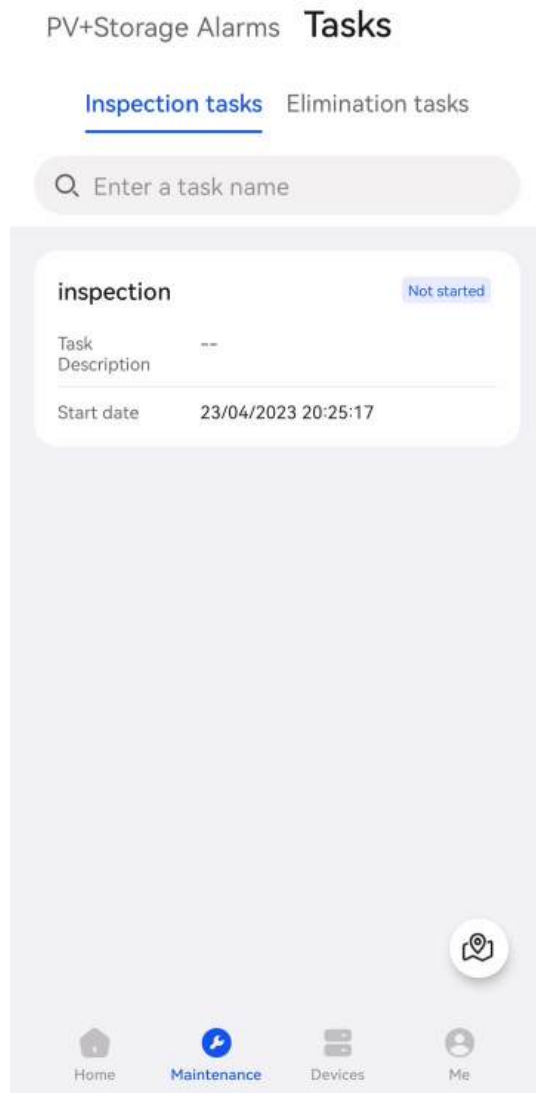 PV+Storage Alarms Tasks
Inspection tasks Elimination tasks
Enter a task name
inspection Not started
Task
Description --
Start date 23/04/2023 20:25:17
Home Maintenance Devices Me